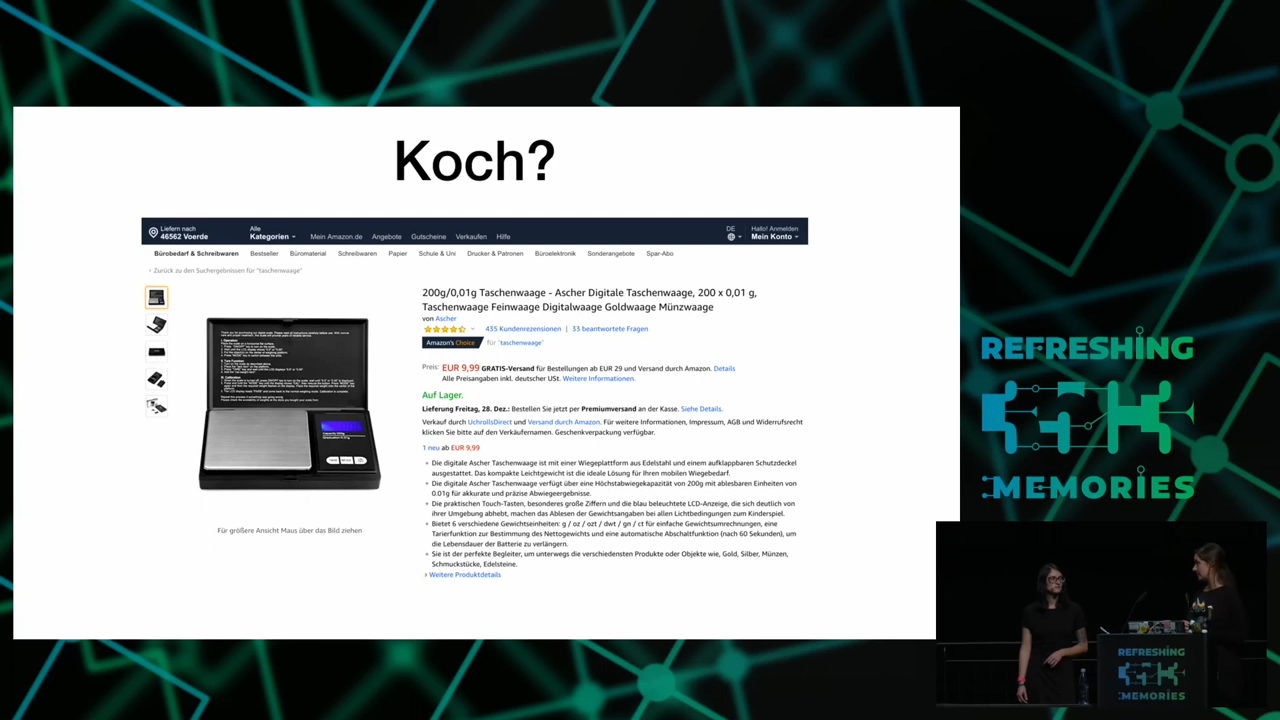 Koch?
Liefern nach
46562 Voerde
Alle
Kategorien
Mein Amazon.de Angebote Gutscheine Verkaufen Hilfe
DE
Hallo! Anmelden
Mein Konto
Bürobedarf & Schreibwaren Bestseller Büromaterial Schreibwaren Papier Schule & Uni Drucker & Patronen Büroelektronik Sonderangebote Spar-Abo
‹ Zurück zu den Suchergebnissen für "taschenwaage"
200g/0,01g Taschenwaage - Ascher Digitale Taschenwaage, 200 x 0,01 g,
Taschenwaage Feinwaage Digitalwaage Goldwaage Münzwaage
von Ascher
435 Kundenrezensionen | 33 beantwortete Fragen
Amazon's Choice für "taschenwaage"
Preis: EUR 9,99 GRATIS-Versand für Bestellungen ab EUR 29 und Versand durch Amazon. Details
Alle Preisangaben inkl. deutscher USt. Weitere Informationen.
Auf Lager.
Lieferung Freitag, 28. Dez.: Bestellen Sie jetzt per Premiumversand an der Kasse. Siehe Details.
Verkauf durch UchrollsDirect und Versand durch Amazon. Für weitere Informationen, Impressum, AGB und Widerrufsrecht
klicken Sie bitte auf den Verkäufernamen. Geschenkverpackung verfügbar.
1 neu ab EUR 9,99
Die digitale Ascher Taschenwaage ist mit einer Wiegeplattform aus Edelstahl und einem aufklappbaren Schutzdeckel
ausgestattet. Das kompakte Leichtgewicht ist die ideale Lösung für Ihren mobilen Wiegebedarf.
Die digitale Ascher Taschenwaage verfügt über eine Höchstabwiegekapazität von 200g mit ablesbaren Einheiten von
0.01g für akkurate und präzise Abwiegeergebnisse.
Die praktischen Touch-Tasten, besonders große Ziffern und die blau beleuchtete LCD-Anzeige, die sich deutlich von
ihrer Umgebung abhebt, machen das Ablesen der Gewichtsangaben bei allen Lichtbedingungen zum Kinderspiel.
Bietet 6 verschiedene Gewichtseinheiten: g / oz / ozt / dwt / gn / ct für einfache Gewichtsumrechnungen, eine
Tarierfunktion zur Bestimmung des Nettogewichts und eine automatische Abschaltfunktion (nach 60 Sekunden), um
die Lebensdauer der Batterie zu verlängern.
Sie ist der perfekte Begleiter, um unterwegs die verschiedensten Produkte oder Objekte wie, Gold, Silber, Münzen,
Schmuckstücke, Edelsteine.
› Weitere Produktdetails
Für größere Ansicht Maus über das Bild ziehen
REFRESHING
MEMORIES
REFRESHING
MEMORIES